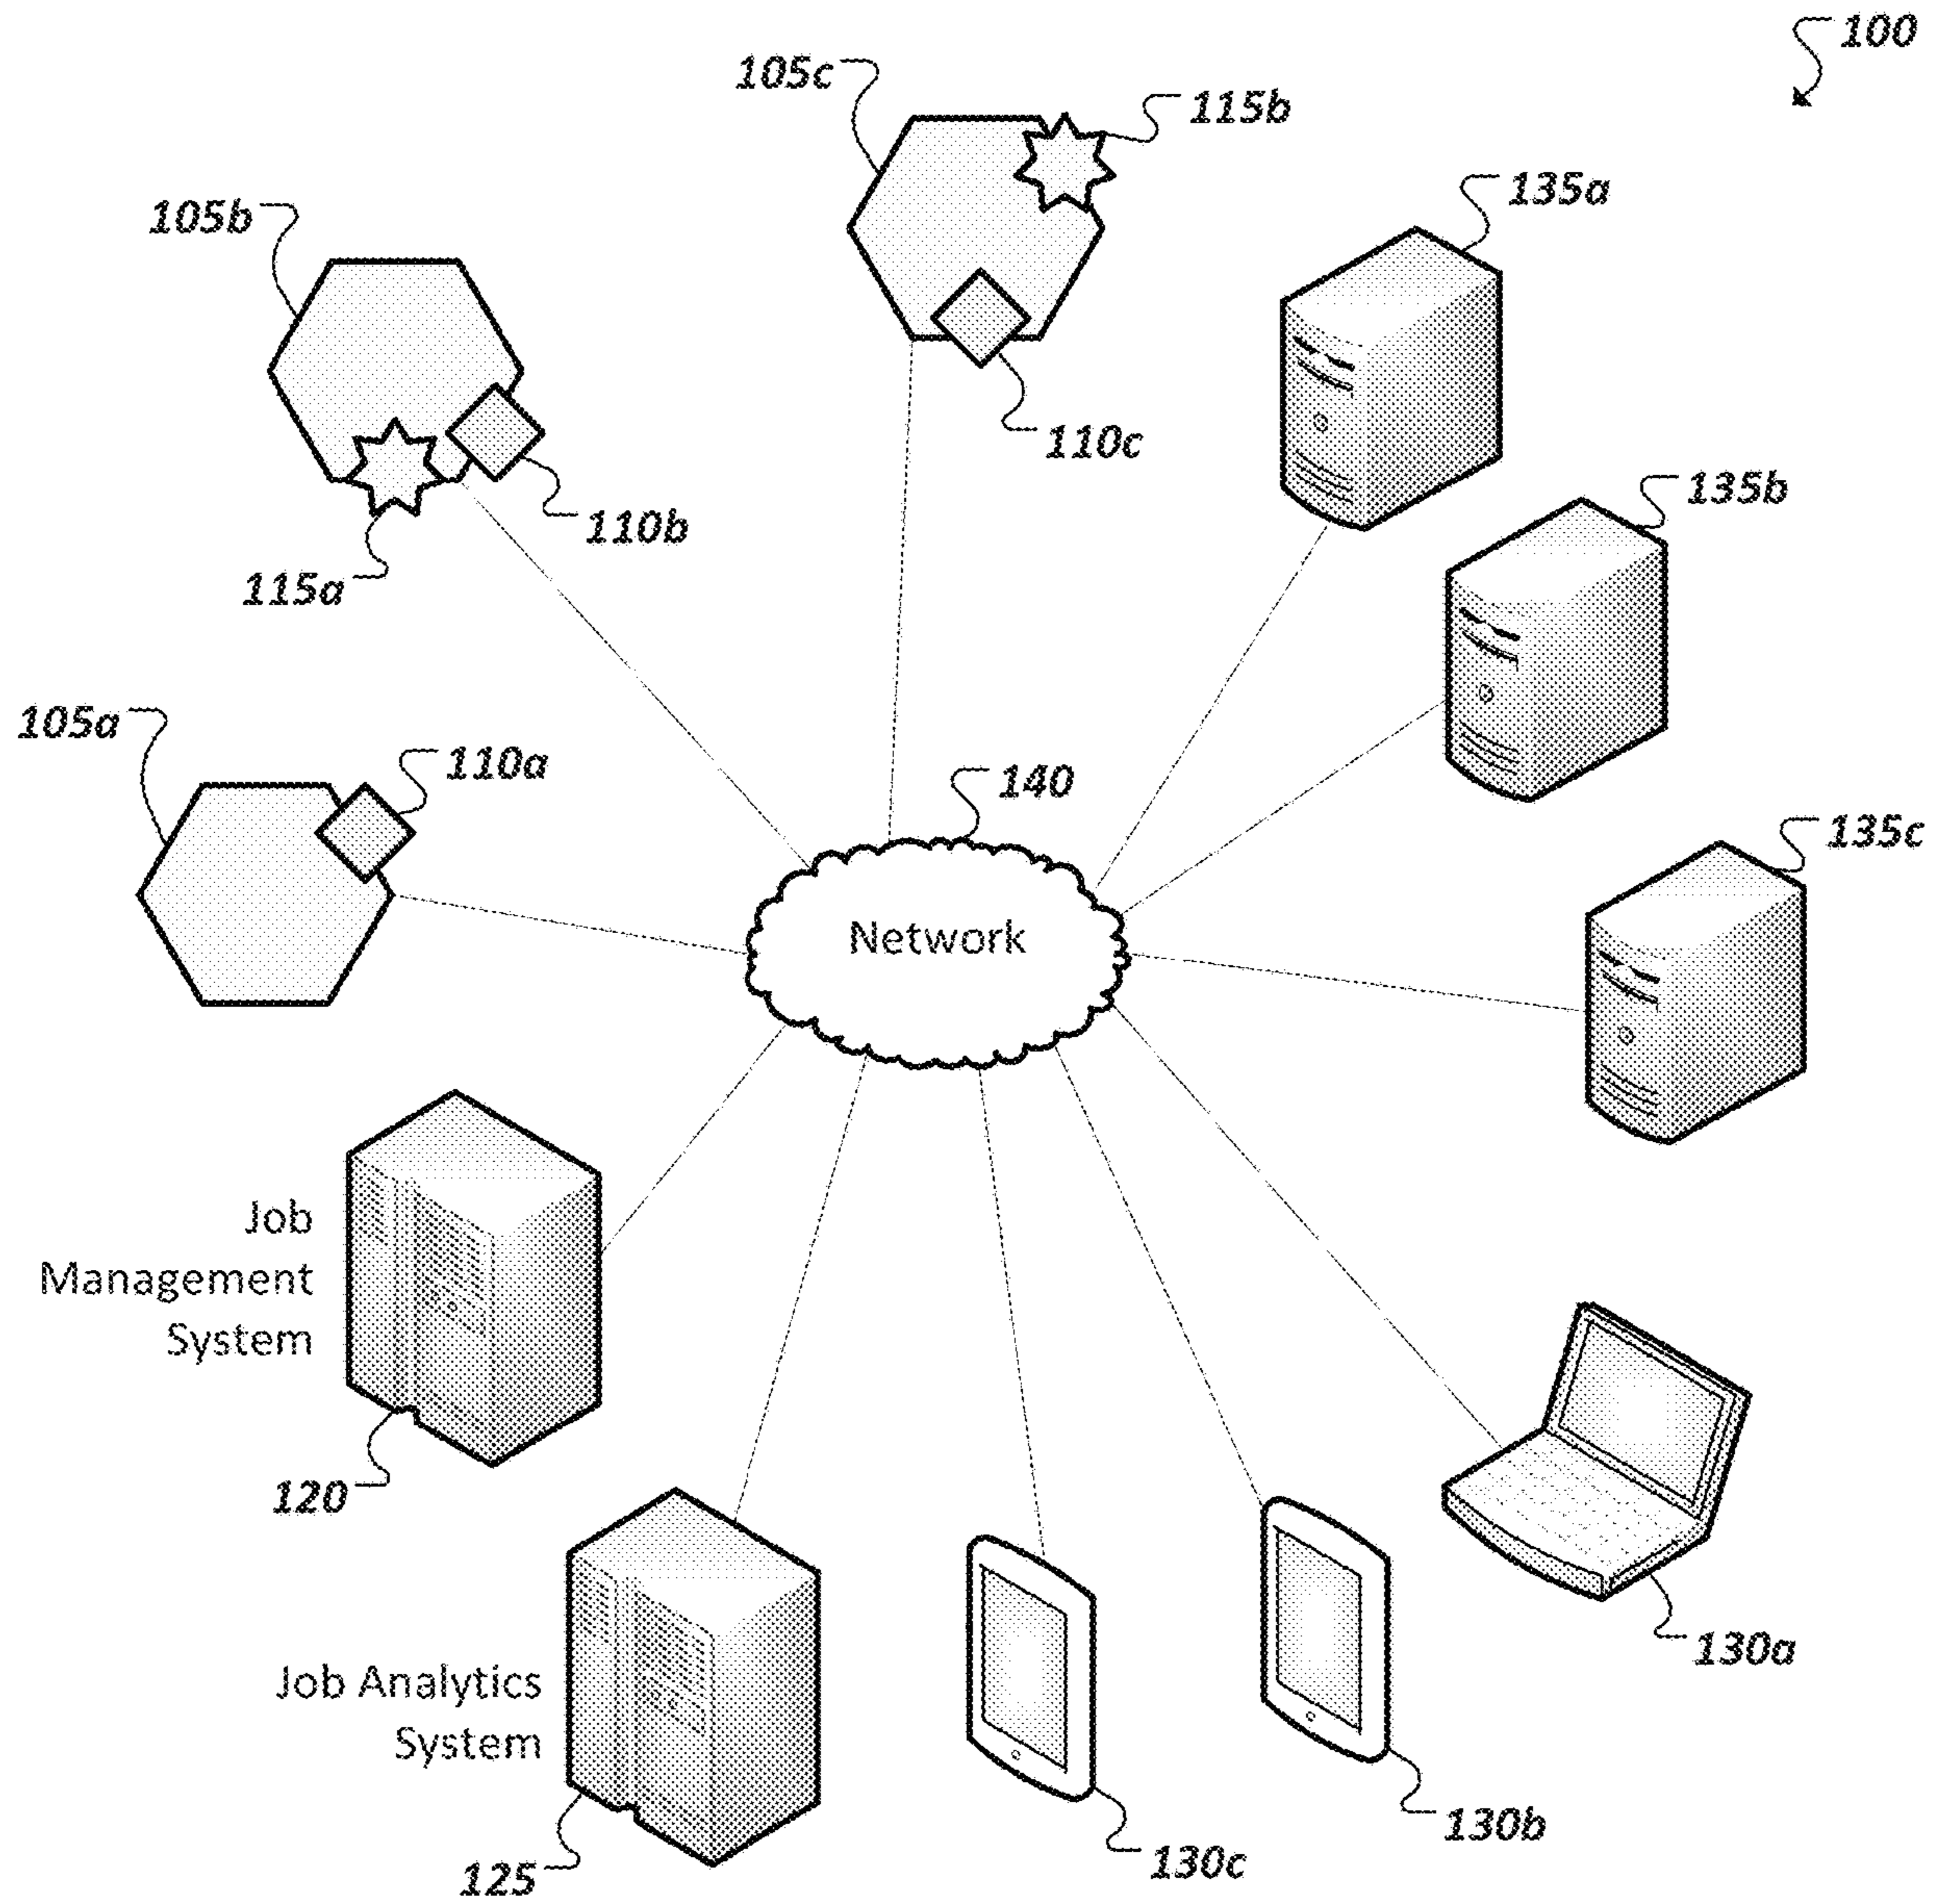 100
105c
115b
135a
105b
110c
135b
110b
115a
105a
110a
140
135c
Network
Job
Management
System
120
130a
Job Analytics
System
130b
130c
125